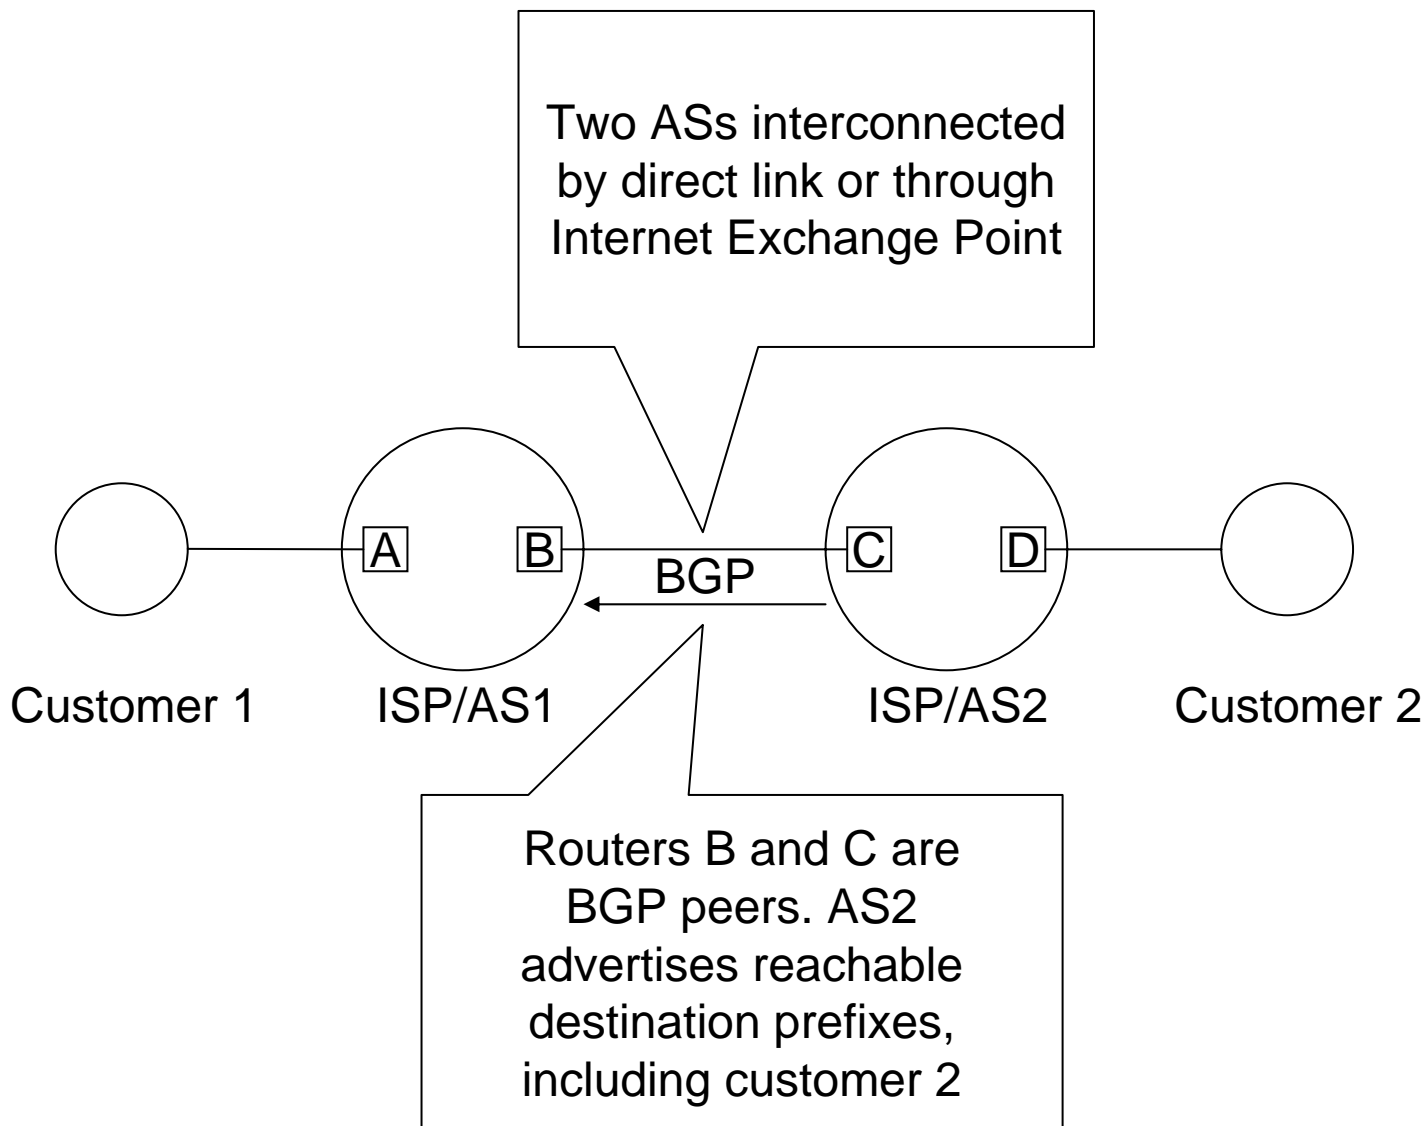 Two ASs interconnected
by direct link or through
Internet Exchange Point
A
B
C
D
BGP
Customer 1
ISP/AS1
ISP/AS2
Customer 2
Routers B and C are
BGP peers. AS2
advertises reachable
destination prefixes,
including customer 2